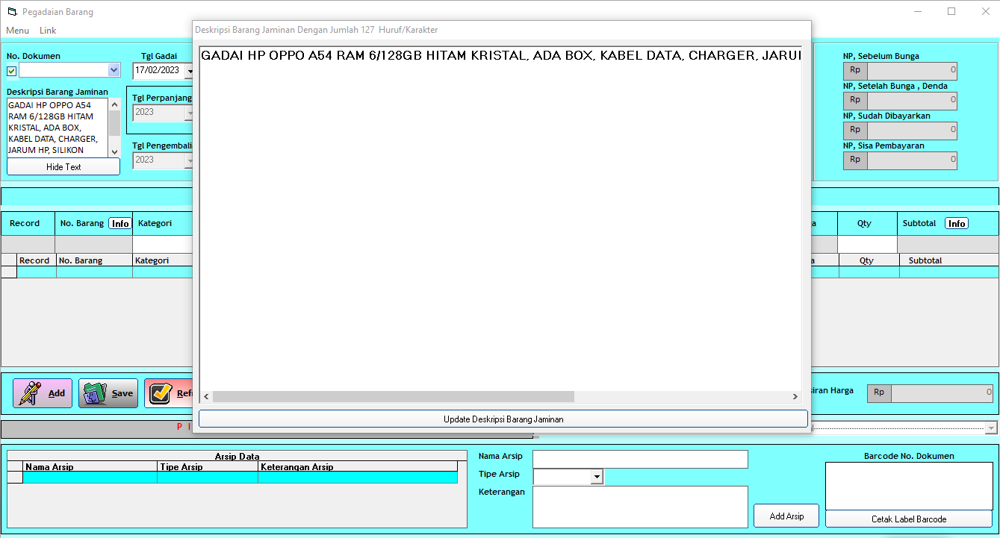 Pegadaian Barang
Menu Link
Deskripsi Barang Jaminan Dengan Jumlah 127 Huruf/Karakter
GADAI HP OPPO A54 RAM 6/128GB HITAM KRISTAL, ADA BOX, KABEL DATA, CHARGER, JARUI
Update Deskripsi Barang Jaminan
No. Dokumen
Tgl Gadai
17/02/2023
Deskripsi Barang Jaminan
GADAI HP OPPO A54
RAM 6/128GB HITAM
KRISTAL, ADA BOX,
KABEL DATA, CHARGER,
JARUM HP, SILIKON
Hide Text
Tgl Perpanjang
2023
Tgl Pengembali
2023
NP, Sebelum Bunga
Rp 0
NP, Setelah Bunga , Denda
Rp 0
NP, Sudah Dibayarkan
Rp 0
NP, Sisa Pembayaran
Rp 0
Record No. Barang Info Kategori a Qty Subtotal Info
Record No. Barang Kategori a Qty Subtotal
Add Save Ref
siran Harga Rp 0
P I
Arsip Data
Nama Arsip Tipe Arsip Keterangan Arsip
Nama Arsip
Tipe Arsip
Keterangan
Add Arsip
Barcode No. Dokumen
Cetak Label Barcode